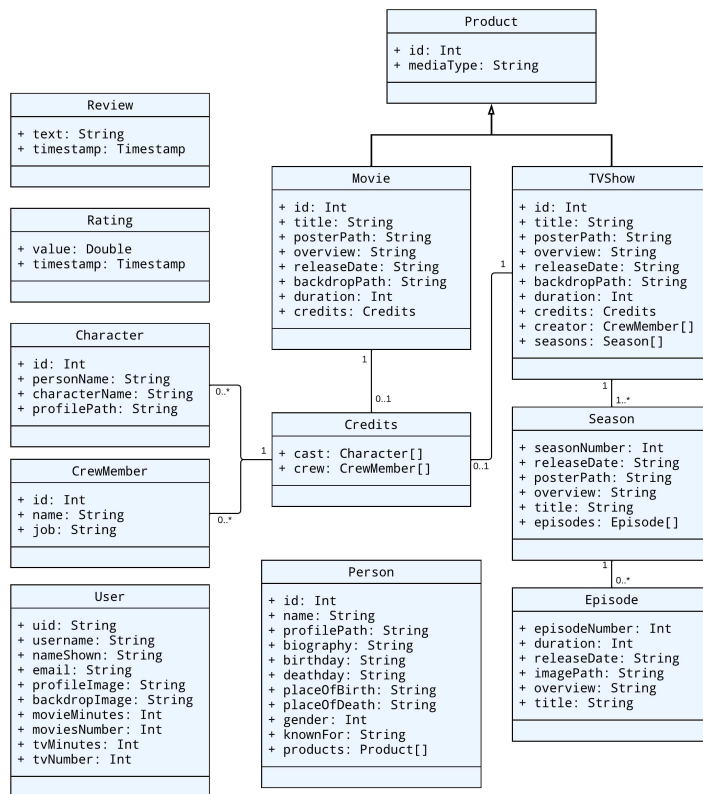 Product
+ id: Int
+ mediaType: String
Review
+ text: String
+ timestamp: Timestamp
Rating
+ value: Double
+ timestamp: Timestamp
Movie
+ id: Int
+ title: String
+ posterPath: String
+ overview: String
+ releaseDate: String
+ backdropPath: String
+ duration: Int
+ credits: Credits
TVShow
+ id: Int
+ title: String
+ posterPath: String
+ overview: String
+ releaseDate: String
+ backdropPath: String
+ duration: Int
+ credits: Credits
+ creator: CrewMember[]
+ seasons: Season[]
1
1
0..1
1
1..*
Character
+ id: Int
+ personName: String
+ characterName: String
+ profilePath: String
0..*
CrewMember
+ id: Int
+ name: String
+ job: String
0..*
1
Credits
+ cast: Character[]
+ crew: CrewMember[]
0..1
Season
+ seasonNumber: Int
+ releaseDate: String
+ posterPath: String
+ overview: String
+ title: String
+ episodes: Episode[]
1
0..*
User
+ uid: String
+ username: String
+ nameShown: String
+ email: String
+ profileImage: String
+ backdropImage: String
+ movieMinutes: Int
+ moviesNumber: Int
+ tvMinutes: Int
+ tvNumber: Int
Person
+ id: Int
+ name: String
+ profilePath: String
+ biography: String
+ birthday: String
+ deathday: String
+ placeOfBirth: String
+ placeOfDeath: String
+ gender: Int
+ knownFor: String
+ products: Product[]
Episode
+ episodeNumber: Int
+ duration: Int
+ releaseDate: String
+ imagePath: String
+ overview: String
+ title: String